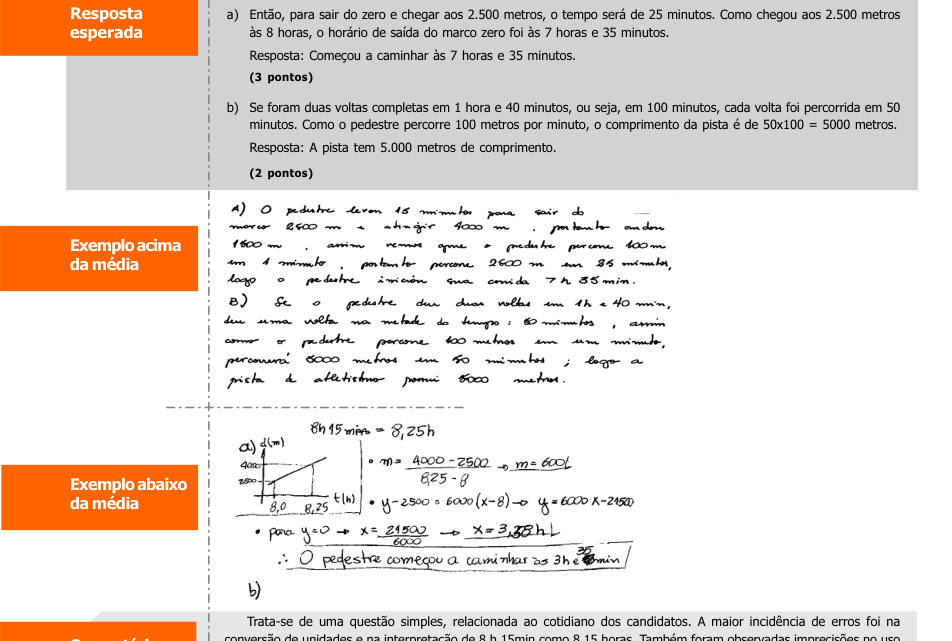 Resposta
esperada
a) Então, para sair do zero e chegar aos 2.500 metros, o tempo será de 25 minutos. Como chegou aos 2.500 metros
às 8 horas, o horário de saída do marco zero foi às 7 horas e 35 minutos.
Resposta: Começou a caminhar às 7 horas e 35 minutos.
(3 pontos)
b) Se foram duas voltas completas em 1 hora e 40 minutos, ou seja, em 100 minutos, cada volta foi percorrida em 50
minutos. Como o pedestre percorre 100 metros por minuto, o comprimento da pista é de 50x100 = 5000 metros.
Resposta: A pista tem 5.000 metros de comprimento.
(2 pontos)
Exemplo acima
da média
A) O pedestre levou 15 minutos para sair do
marco 2500 m e atingir 4000 m, portanto andou
1500 m, assim vemos que o pedestre percorre 100 m
em 1 minuto, portanto percorre 2500 m em 25 minutos,
logo o pedestre iniciou sua corrida 7 h 35 min.
B) Se o pedestre deu duas voltas em 1h e 40 min,
deu uma volta na metade do tempo: 50 minutos, assim
como o pedestre percorre 100 metros em um minuto,
percorrerá 5000 metros em 50 minutos; logo a
pista de atletismo possui 5000 metros.
Exemplo abaixo
da média
8h 15 min = 8,25h
a) d(m)
4000
2500
8,0 8,25 t(h)
• m = 4000 - 2500
8,25 - 8
→ m = 600
• y - 2500 = 6000 (x-8) → y = 6000 x - 21500
• para y=0 → x = 21500
6000
→ x = 3,58 h
∴ O pedestre começou a caminhar às 3h e 35 min
b)
Trata-se de uma questão simples, relacionada ao cotidiano dos candidatos. A maior incidência de erros foi na
conversão de unidades e na interpretação de 8 h 15min como 8,15 horas. Também foram observadas imprecisões no uso